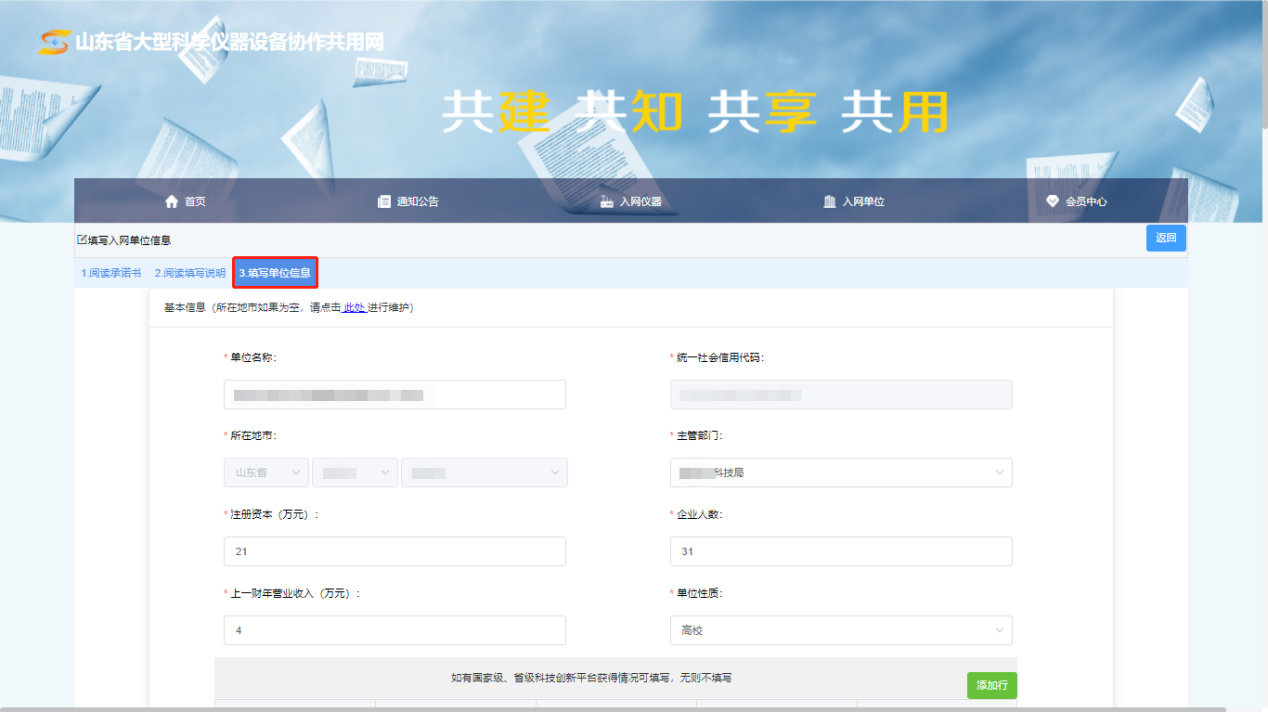 山东省大型科学仪器设备协作共用网
共建 共知 共享 共用
首页 通知公告 入网仪器 入网单位 会员中心
填写入网单位信息 返回
1.阅读承诺书 2.阅读填写说明 3.填写单位信息
基本信息（所在地市如果为空，请点击 此处 进行维护）
*单位名称： *统一社会信用代码：
*所在地市： *主管部门：
山东省 科技局
*注册资本（万元）： *企业人数：
21 31
*上一财年营业收入（万元）： *单位性质：
4 高校
如有国家级、省级科技创新平台获得情况可填写，无则不填写 添加行